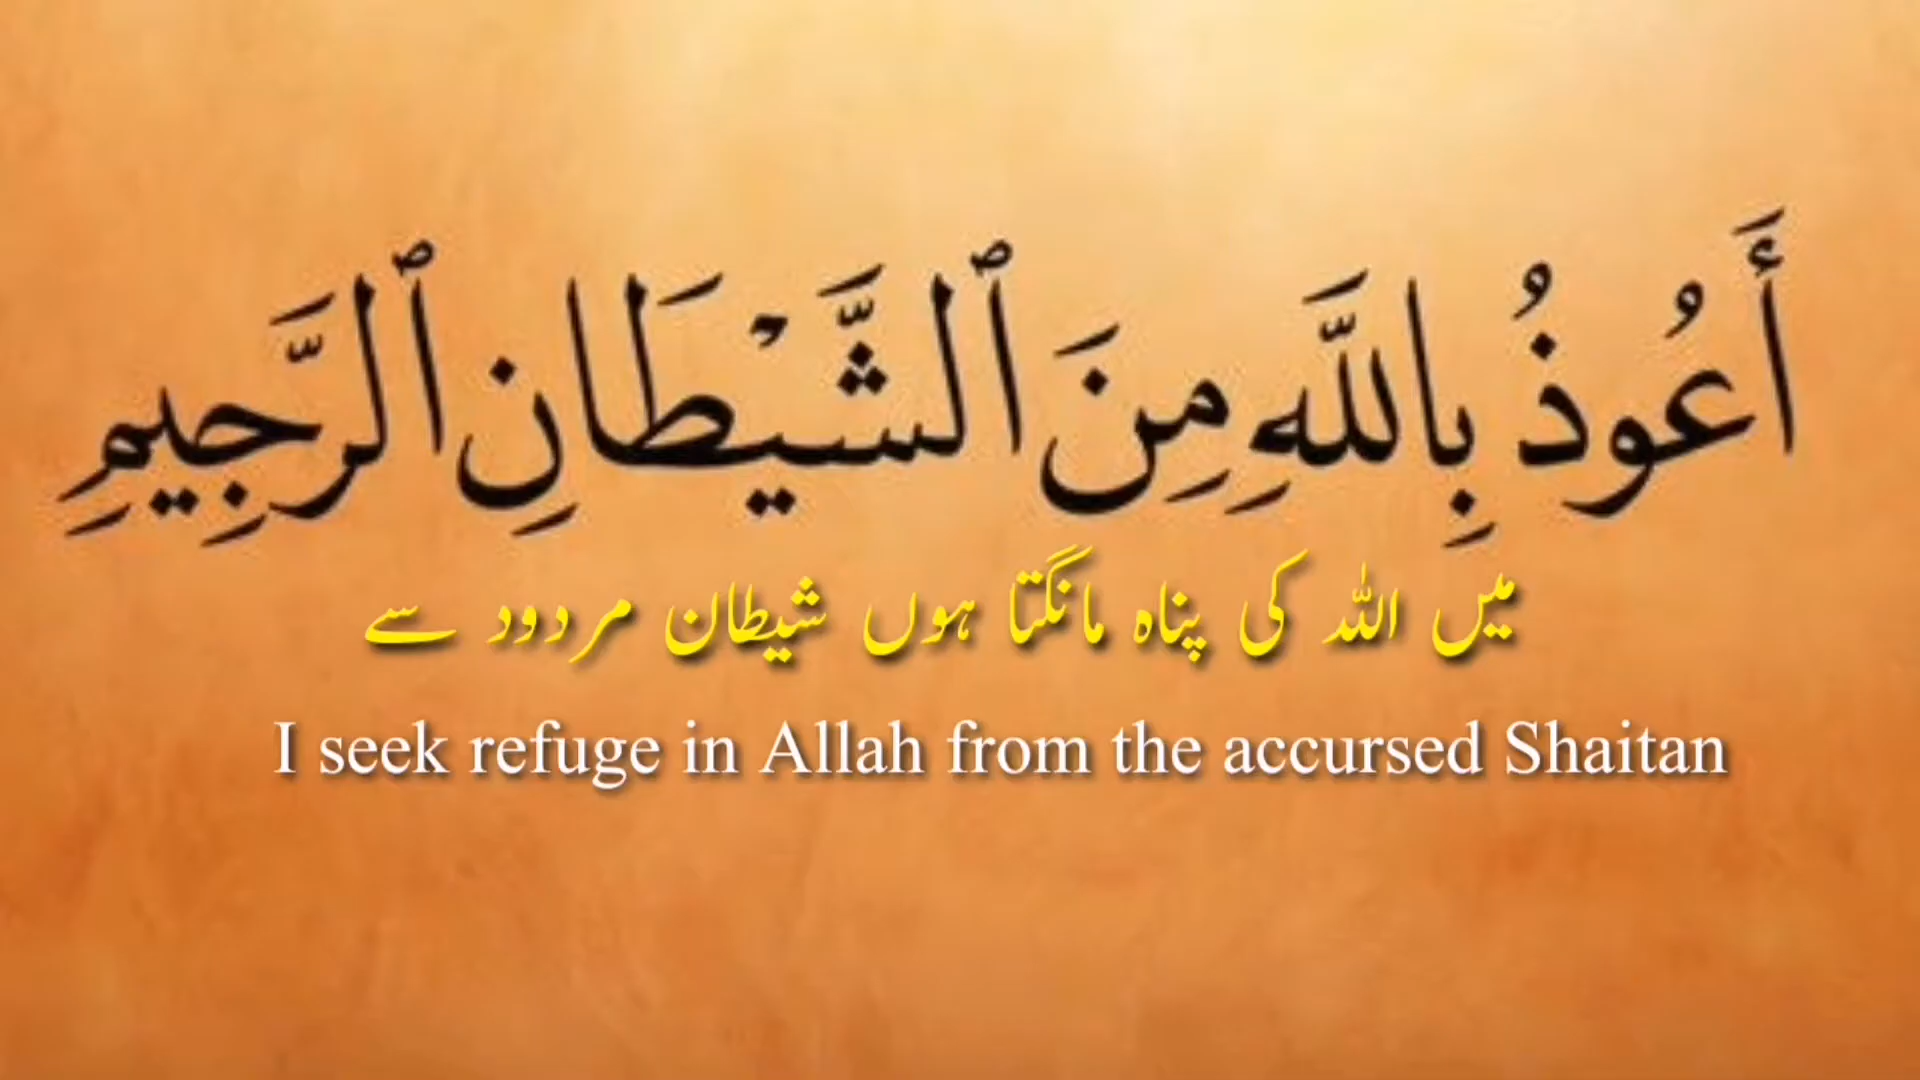 أَعُوذُ بِاللَّهِ مِنَ ٱلشَّيْطَانِ ٱلرَّجِيمِ
میں اللہ کی پناہ مانگتا ہوں شیطان مردود سے
I seek refuge in Allah from the accursed Shaitan